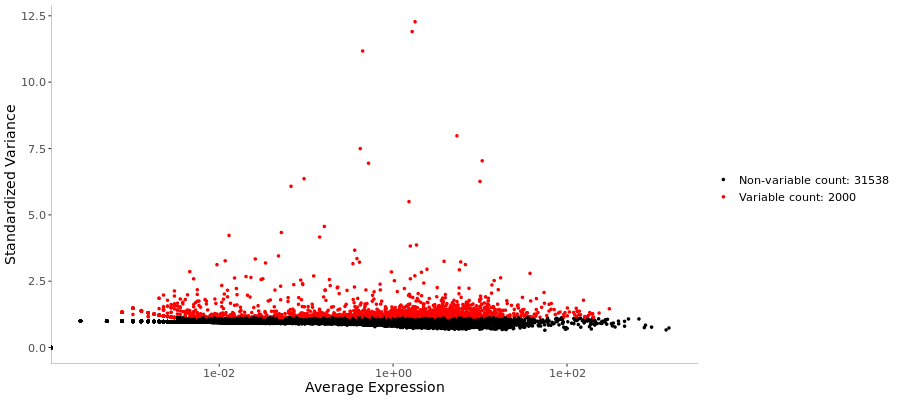 12.5
10.0
7.5
5.0
2.5
0.0
Standardized Variance
1e-02
1e+00
1e+02
Average Expression
Non-variable count: 31538
Variable count: 2000